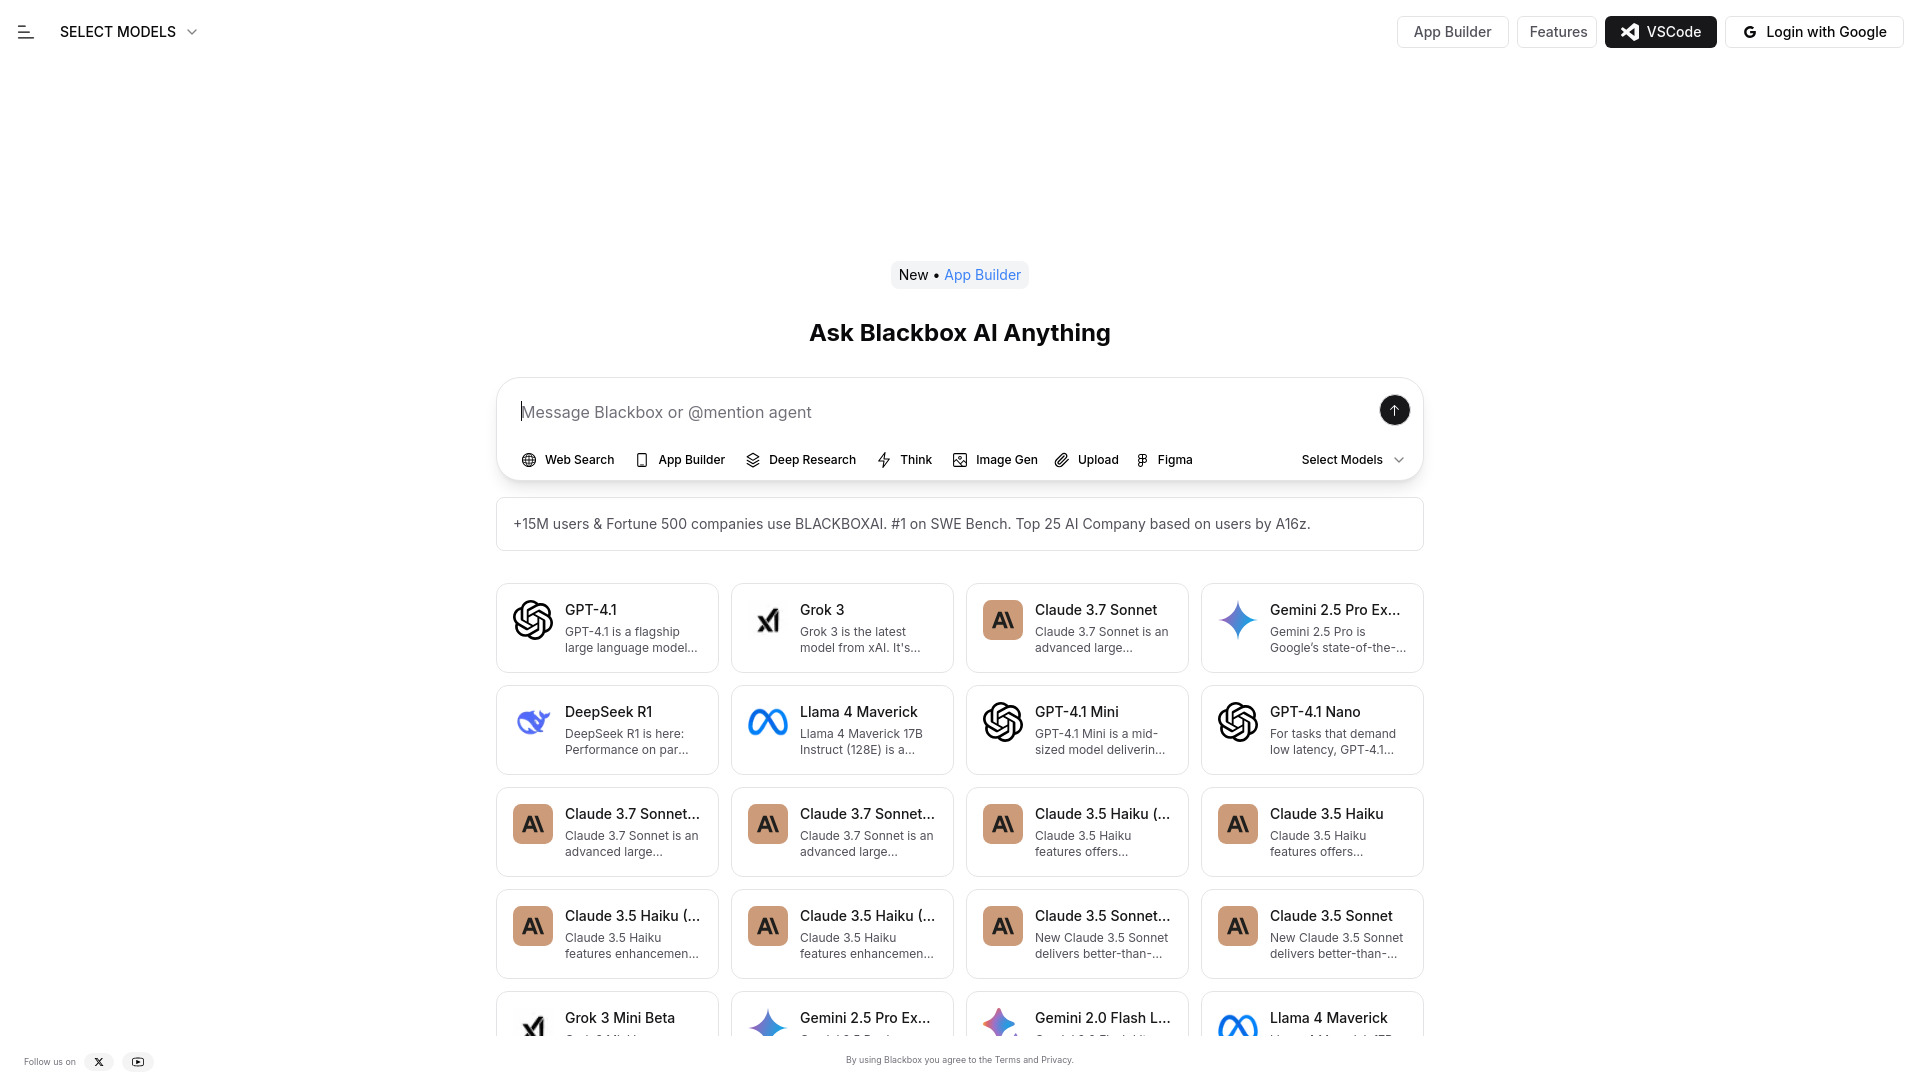 SELECT MODELS
App Builder
Features
VSCode
Login with Google
New • App Builder
Ask Blackbox AI Anything
Message Blackbox or @mention agent
Web Search
App Builder
Deep Research
Think
Image Gen
Upload
Figma
Select Models
+15M users & Fortune 500 companies use BLACKBOXAI. #1 on SWE Bench. Top 25 AI Company based on users by A16z.
GPT-4.1
GPT-4.1 is a flagship
large language model...
Grok 3
Grok 3 is the latest
model from xAI. It's...
Claude 3.7 Sonnet
Claude 3.7 Sonnet is an
advanced large...
Gemini 2.5 Pro Ex...
Gemini 2.5 Pro is
Google’s state-of-the-...
DeepSeek R1
DeepSeek R1 is here:
Performance on par...
Llama 4 Maverick
Llama 4 Maverick 17B
Instruct (128E) is a...
GPT-4.1 Mini
GPT-4.1 Mini is a mid-
sized model deliverin...
GPT-4.1 Nano
For tasks that demand
low latency, GPT‑4.1...
Claude 3.7 Sonnet...
Claude 3.7 Sonnet is an
advanced large...
Claude 3.7 Sonnet...
Claude 3.7 Sonnet is an
advanced large...
Claude 3.5 Haiku (...
Claude 3.5 Haiku
features offers...
Claude 3.5 Haiku
Claude 3.5 Haiku
features offers...
Claude 3.5 Haiku (...
Claude 3.5 Haiku
features enhancemen...
Claude 3.5 Haiku (...
Claude 3.5 Haiku
features enhancemen...
Claude 3.5 Sonnet...
New Claude 3.5 Sonnet
delivers better-than-...
Claude 3.5 Sonnet
New Claude 3.5 Sonnet
delivers better-than-...
Grok 3 Mini Beta
Gemini 2.5 Pro Ex...
Gemini 2.0 Flash L...
Llama 4 Maverick
Follow us on
By using Blackbox you agree to the Terms and Privacy.